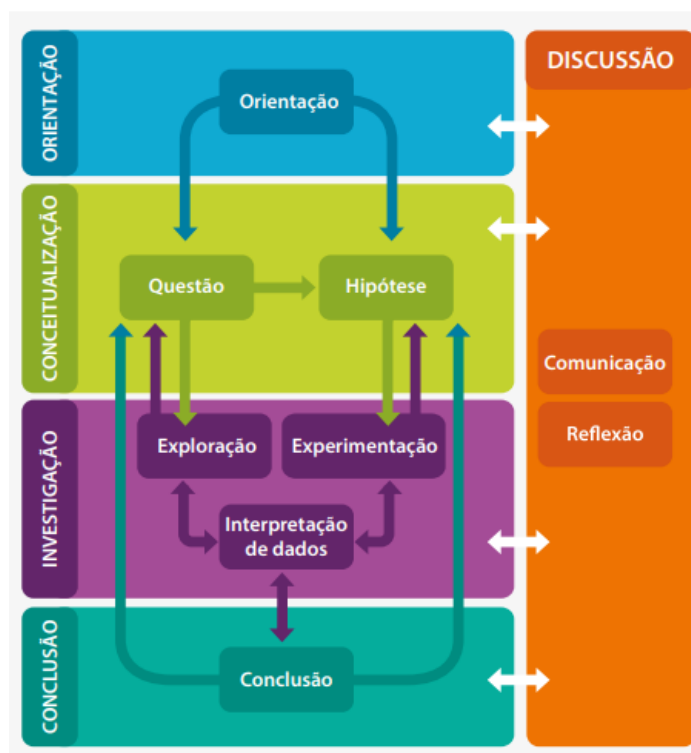 ORIENTAÇÃO
Orientação
CONCEITUALIZAÇÃO
Questão
Hipótese
INVESTIGAÇÃO
Exploração
Experimentação
Interpretação
de dados
CONCLUSÃO
Conclusão
DISCUSSÃO
Comunicação
Reflexão